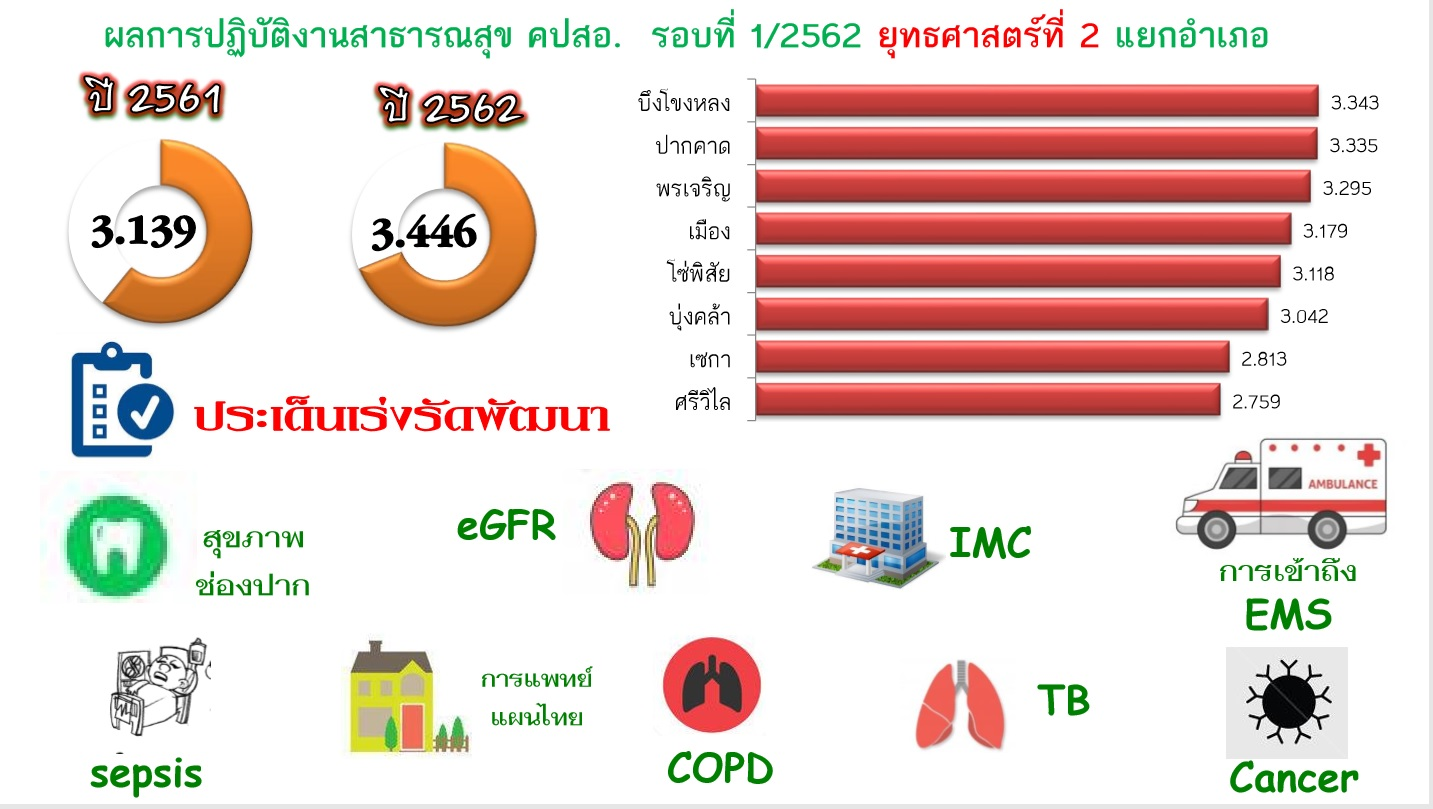 ผลการปฏิบัติงานสาธารณสุข คปสอ. รอบที่ 1/2562 ยุทธศาสตร์ที่ 2 แยกอำเภอ
ปี 2561
ปี 2562
3.139
3.446
บึงโขงหลง 3.343
ปากคาด 3.335
พรเจริญ 3.295
เมือง 3.179
โซ่พิสัย 3.118
บุ่งคล้า 3.042
เซกา 2.813
ศรีวิไล 2.759
ประเด็นเร่งรัดพัฒนา
สุขภาพ
ช่องปาก
eGFR
IMC
AMBULANCE
การเข้าถึง
EMS
sepsis
การแพทย์
แผนไทย
COPD
TB
Cancer